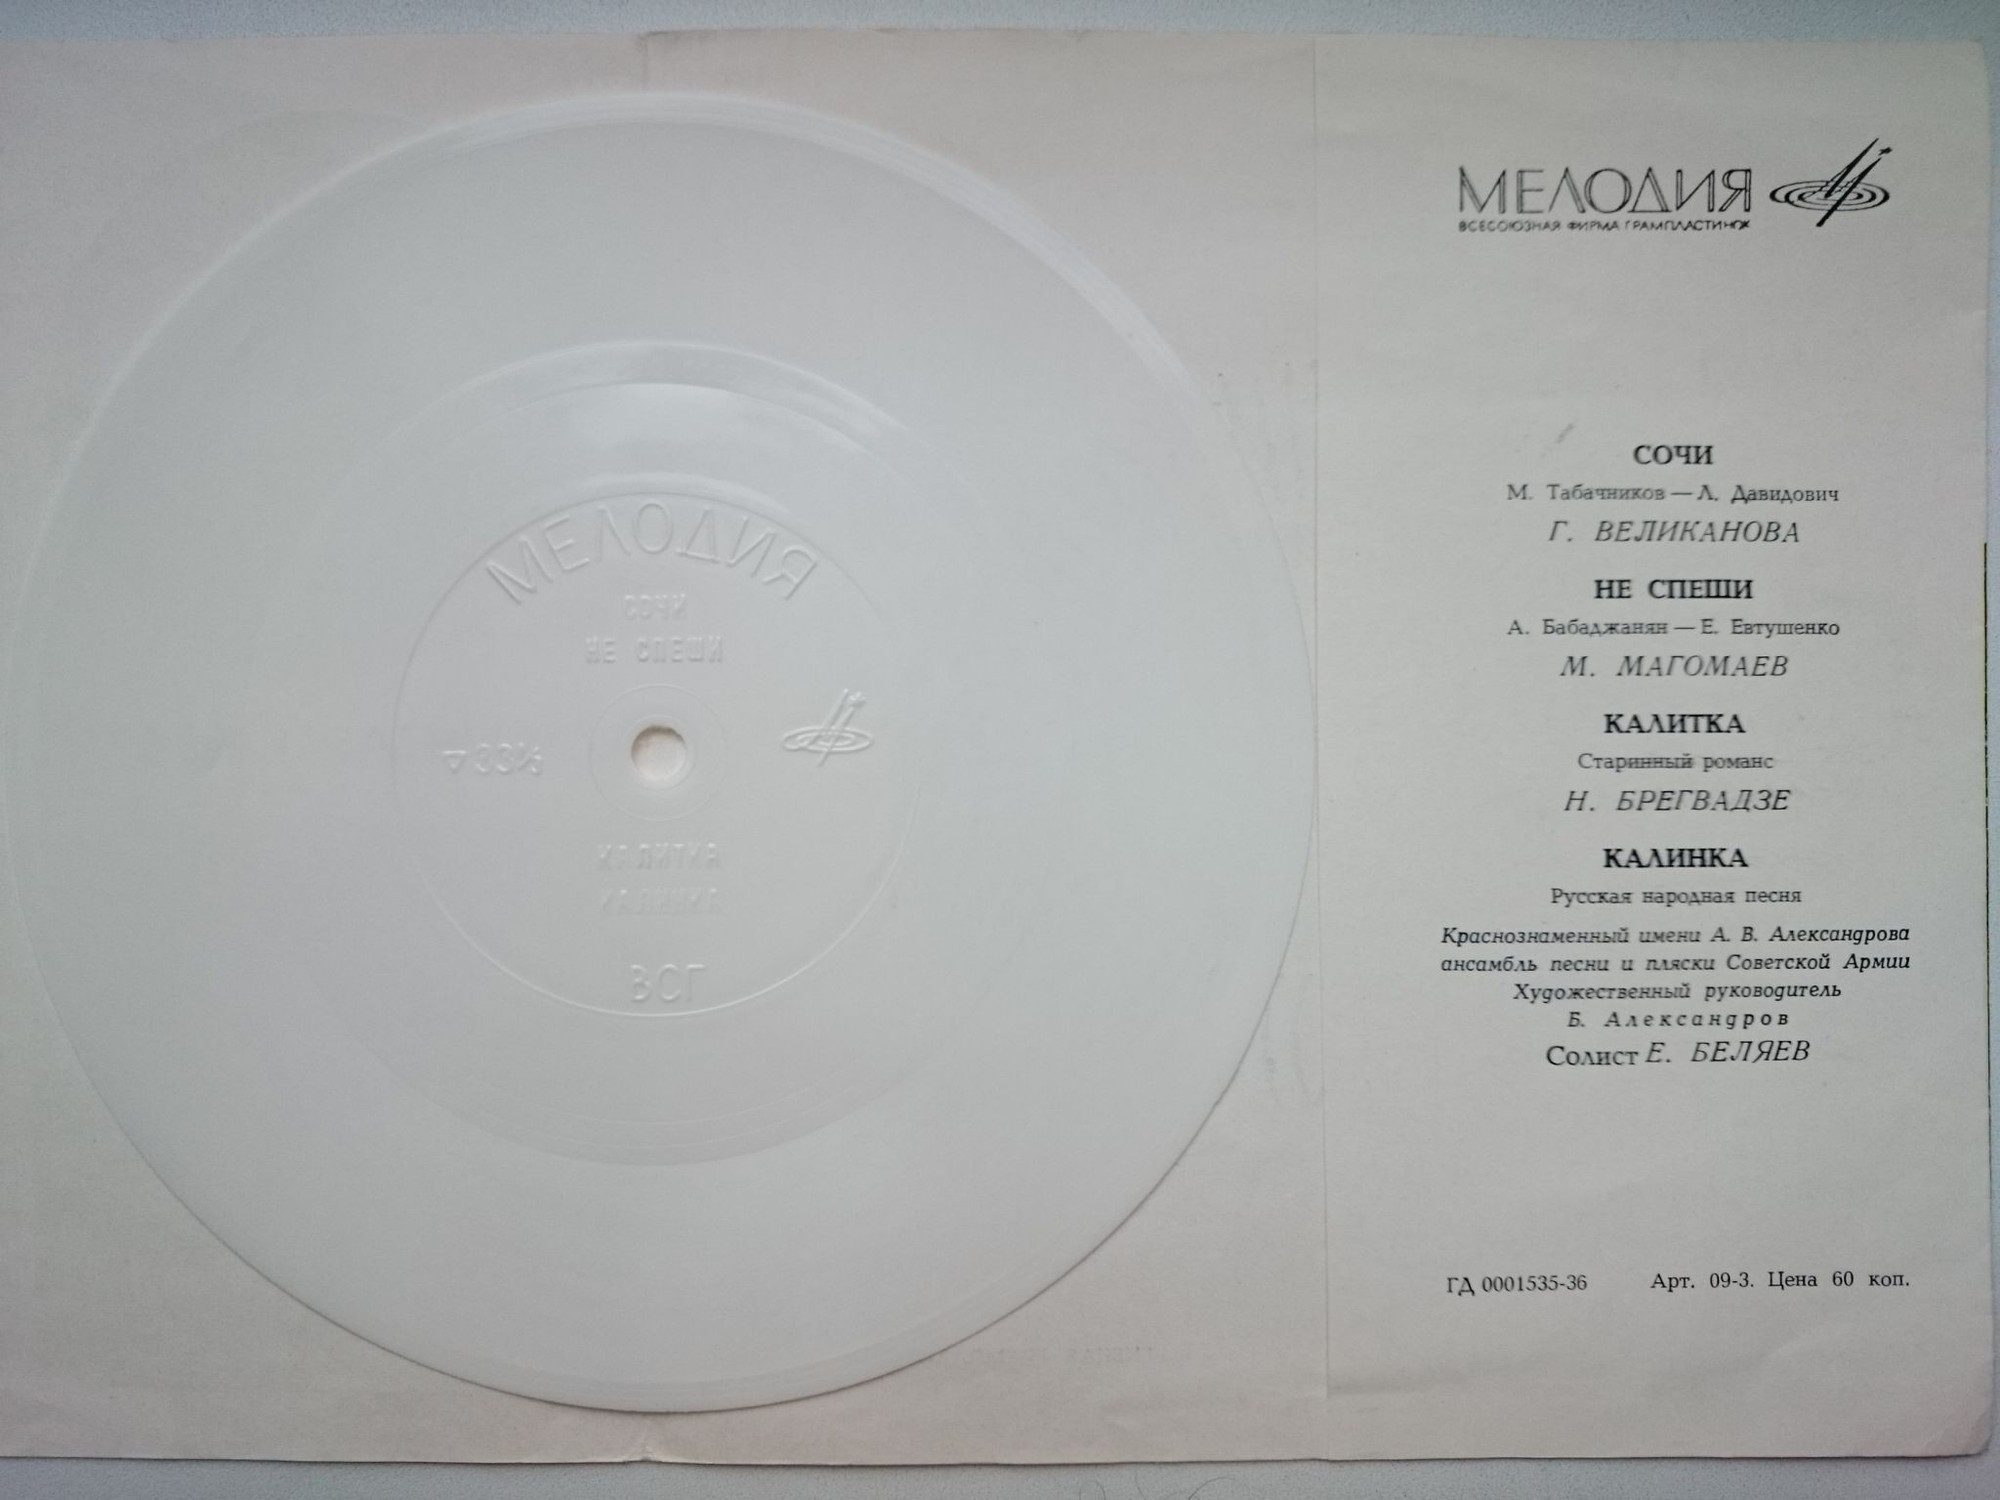 МЕЛОДИЯ
СОЧИ
НЕ СПЕШИ
▽33⅓
КАЛИТКА
КАЛИНКА
ВСГ
МЕЛОДИЯ
ВСЕСОЮЗНАЯ ФИРМА ГРАМПЛАСТИНОК
СОЧИ
М. Табачников — Л. Давидович
Г. ВЕЛИКАНОВА
НЕ СПЕШИ
А. Бабаджанян — Е. Евтушенко
М. МАГОМАЕВ
КАЛИТКА
Старинный романс
Н. БРЕГВАДЗЕ
КАЛИНКА
Русская народная песня
Краснознаменный имени А. В. Александрова
ансамбль песни и пляски Советской Армии
Художественный руководитель
Б. Александров
Солист Е. БЕЛЯЕВ
ГД 0001535-36 Арт. 09-3. Цена 60 коп.